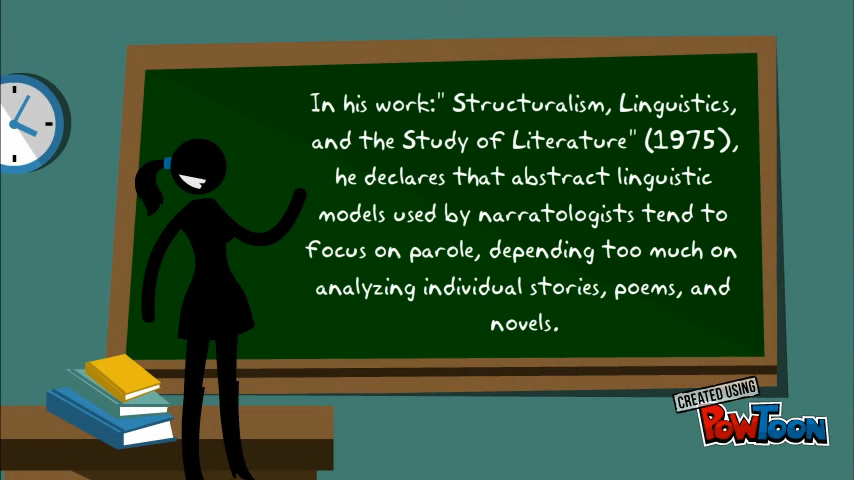 In his work:" Structuralism, Linguistics,
and the Study of Literature" (1975),
he declares that abstract linguistic
models used by narratologists tend to
focus on parole, depending too much on
analyzing individual stories, poems, and
novels.
CREATED USING
POWTOON